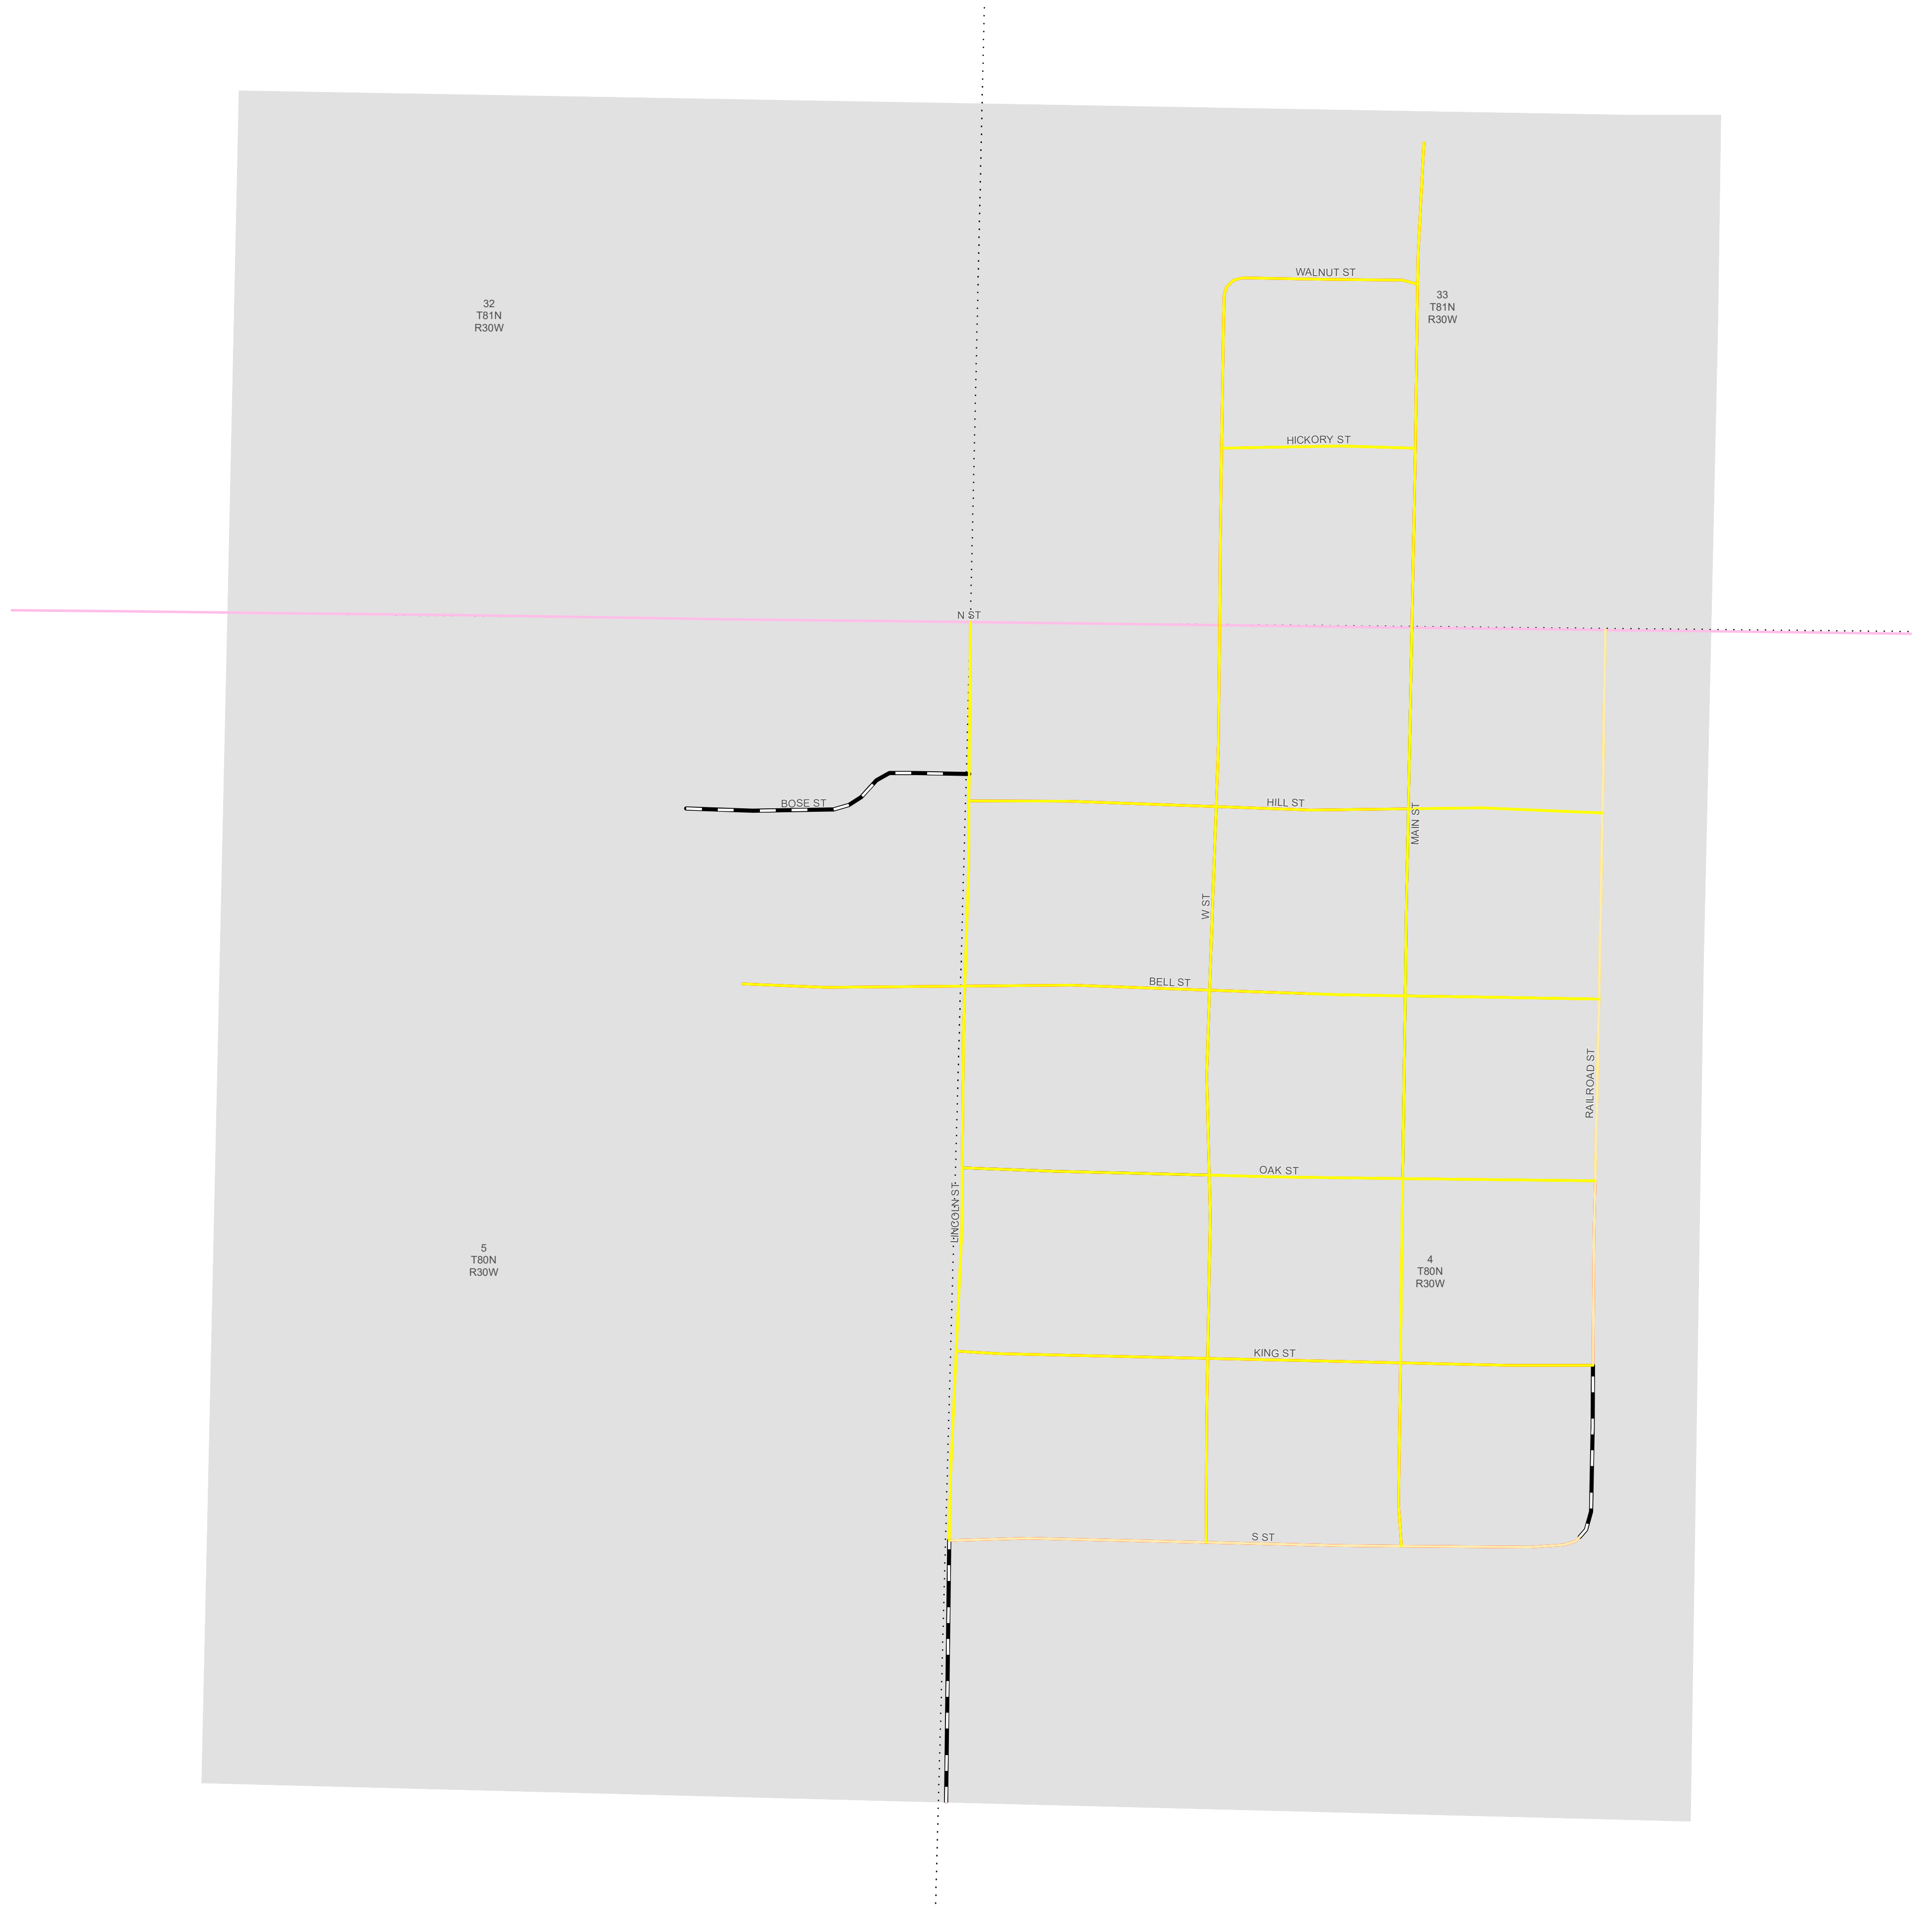 WALNUT ST
33
T81N
R30W
32
T81N
R30W
HICKORY ST
N ST
BOSE ST
HILL ST
MAIN ST
W ST
BELL ST
RAILROAD ST
OAK ST
LINCOLN ST
5
T80N
R30W
4
T80N
R30W
KING ST
S ST